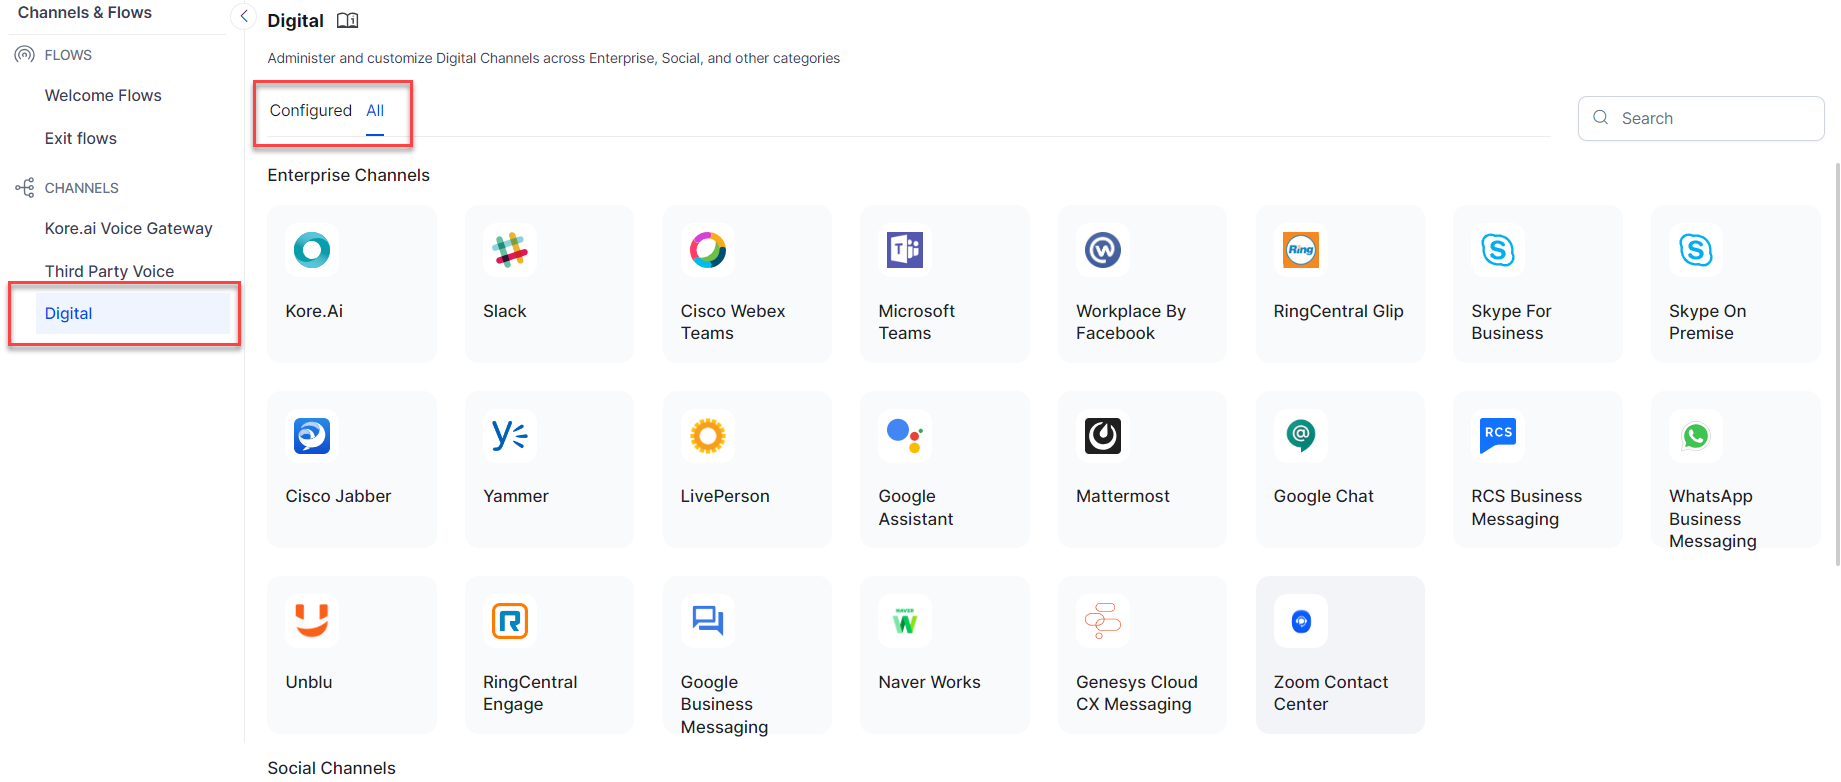 Channels & Flows
FLOWS
Welcome Flows
Exit flows
CHANNELS
Kore.ai Voice Gateway
Third Party Voice
Digital
Digital
Administer and customize Digital Channels across Enterprise, Social, and other categories
Configured All
Search
Enterprise Channels
Kore.Ai
Slack
Cisco Webex
Teams
Microsoft
Teams
Workplace By
Facebook
Ring
RingCentral Glip
Skype For
Business
Skype On
Premise
Cisco Jabber
Yammer
LivePerson
Google
Assistant
Mattermost
Google Chat
RCS
RCS Business
Messaging
WhatsApp
Business
Messaging
Unblu
RingCentral
Engage
Google
Business
Messaging
NAVER
W
Naver Works
Genesys Cloud
CX Messaging
Zoom Contact
Center
Social Channels